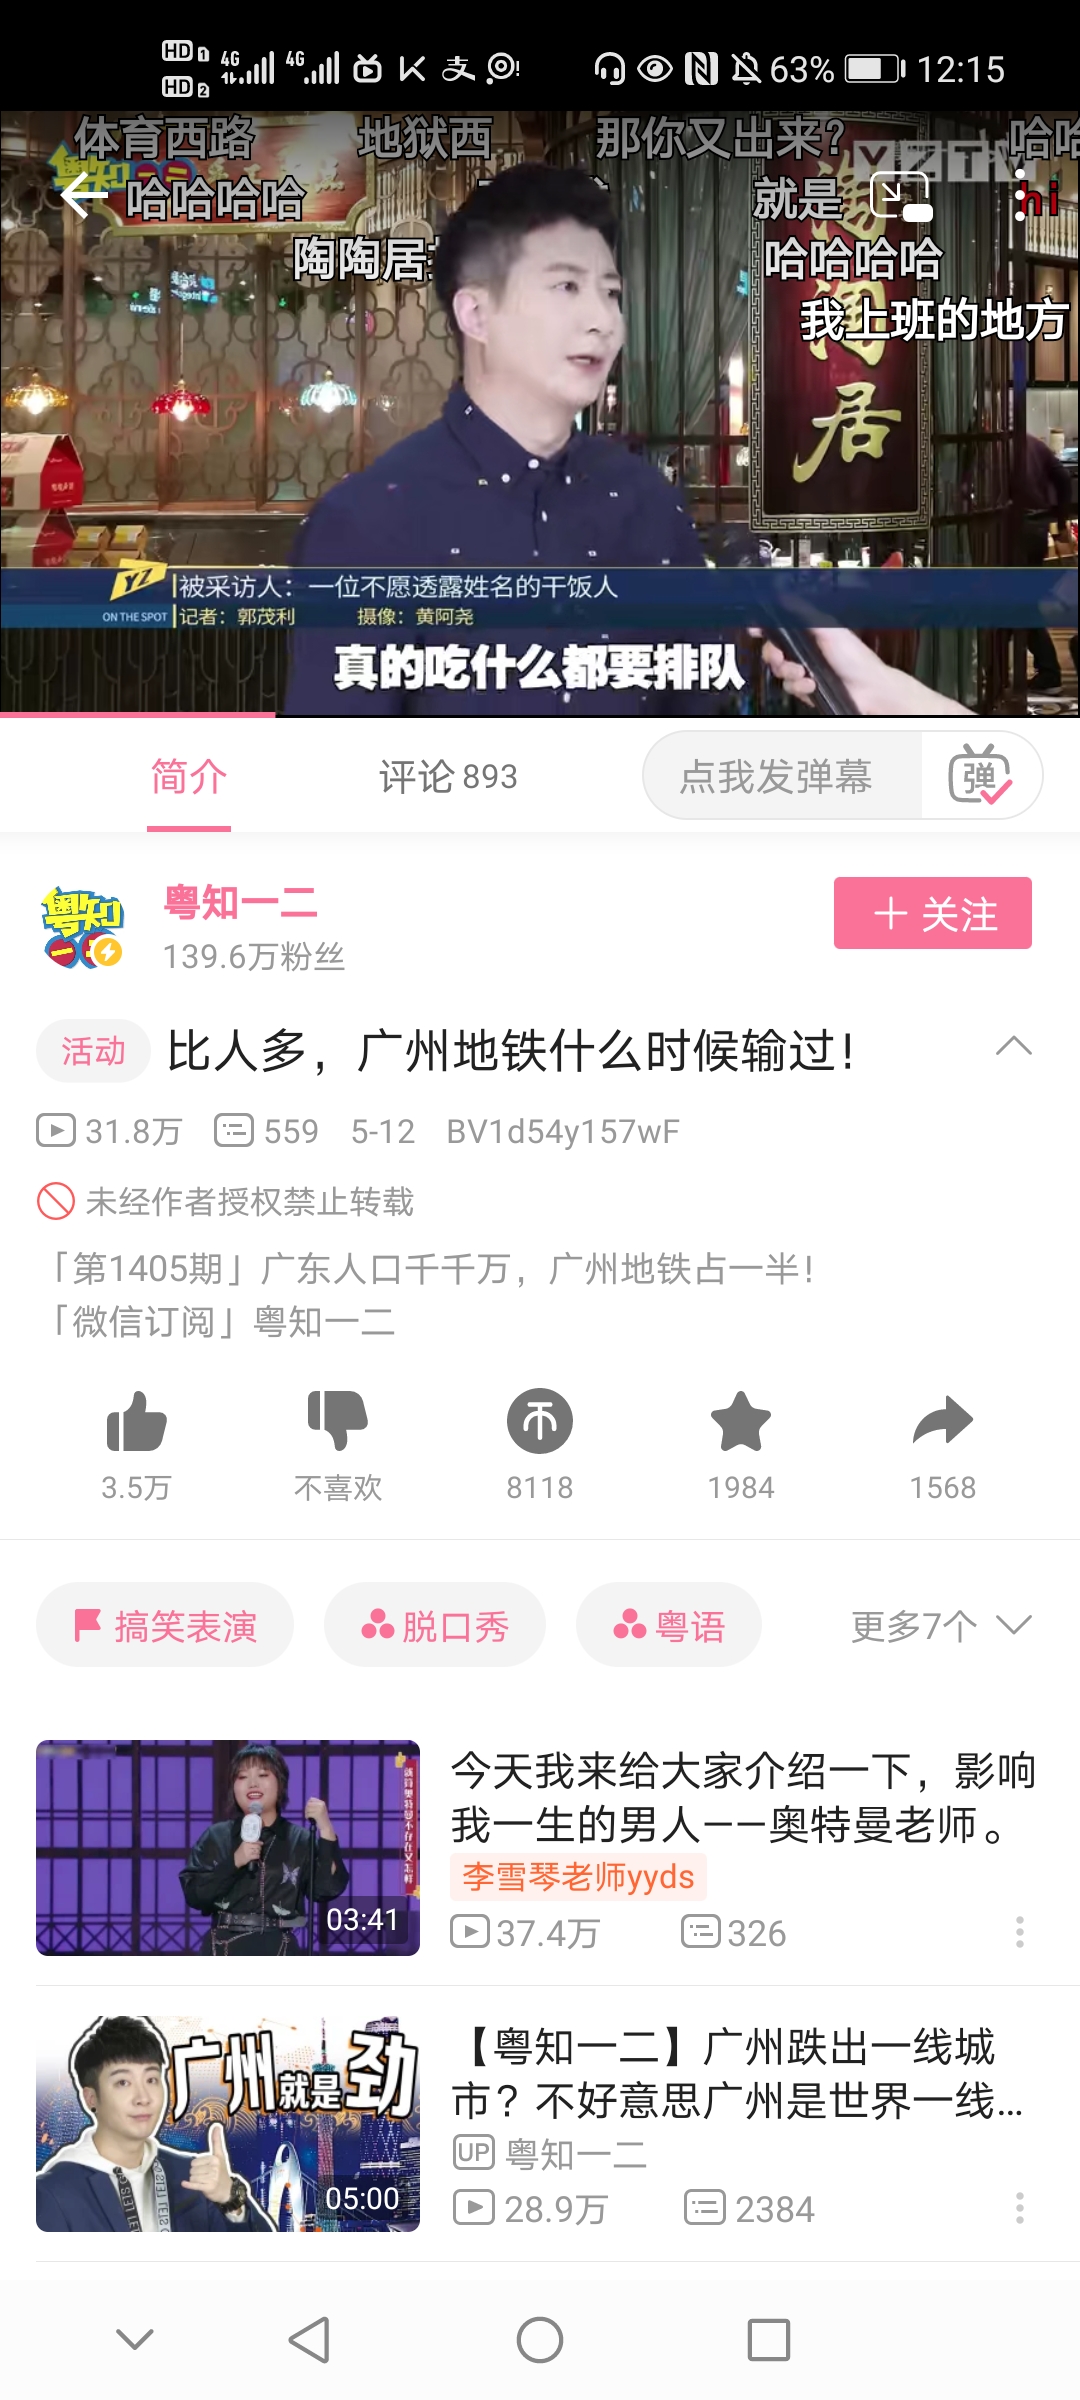 HD 1 4G 4G 63% 12:15
HD 2
体育西路 地狱西 那你又出来? 哈哈
哈哈哈哈 就是 hi
陶陶居 哈哈哈哈
我上班的地方
陶陶居
YZ 被采访人：一位不愿透露姓名的干饭人
ON THE SPOT 记者：郭茂利 摄像：黄阿尧
真的吃什么都要排队
简介 评论 893 点我发弹幕 弹
粤知一二
139.6万粉丝
＋关注
活动 比人多，广州地铁什么时候输过！
31.8万 559 5-12 BV1d54y157wF
未经作者授权禁止转载
「第1405期」广东人口千千万，广州地铁占一半！
「微信订阅」粤知一二
3.5万 不喜欢 8118 1984 1568
搞笑表演 脱口秀 粤语 更多7个
今天我来给大家介绍一下，影响
我一生的男人——奥特曼老师。
李雪琴老师yyds
03:41
37.4万 326
广州就是劲
【粤知一二】广州跌出一线城
市？不好意思广州是世界一线...
UP 粤知一二
05:00
28.9万 2384